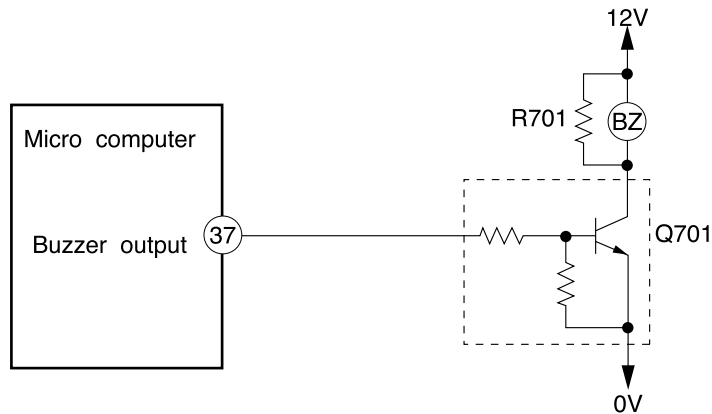 12V
R701
BZ
Micro computer
Buzzer output
37
Q701
0V